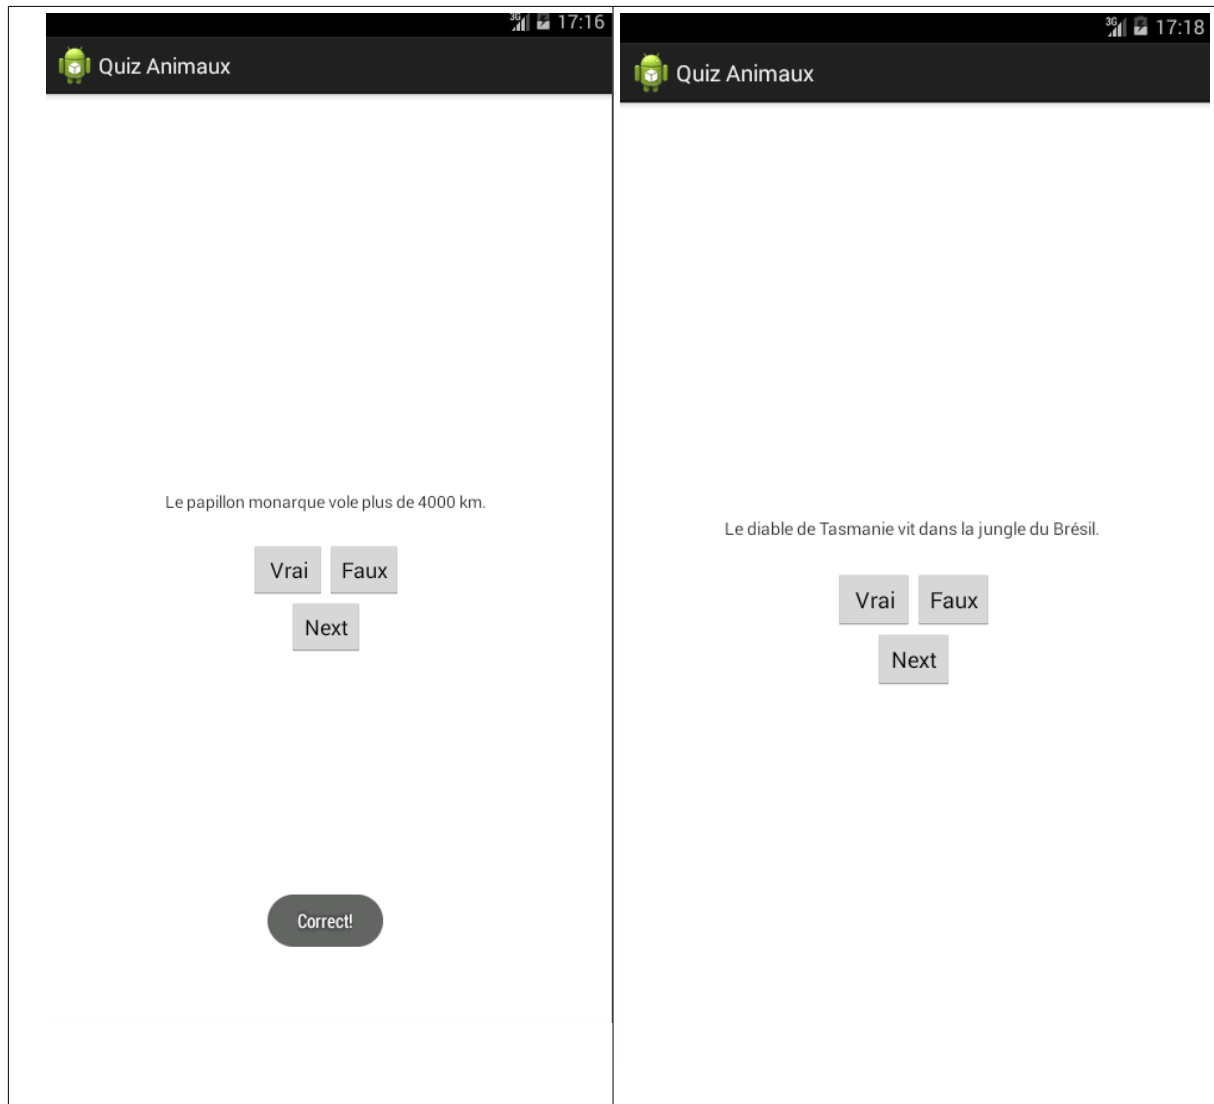 3G 17:16
Quiz Animaux
Le papillon monarque vole plus de 4000 km.
Vrai Faux
Next
Correct!
3G 17:18
Quiz Animaux
Le diable de Tasmanie vit dans la jungle du Brésil.
Vrai Faux
Next